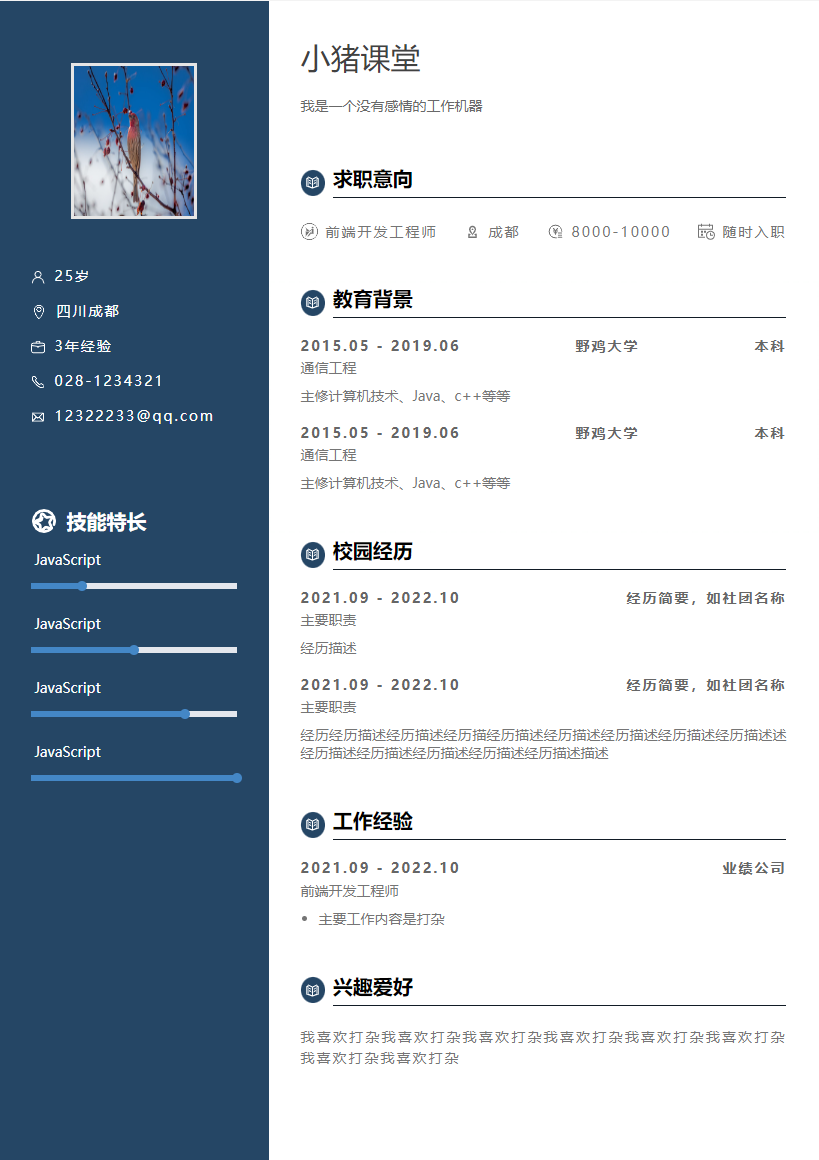 25岁
四川成都
3年经验
028-1234321
12322233@qq.com
技能特长
JavaScript
JavaScript
JavaScript
JavaScript
小猪课堂
我是一个没有感情的工作机器
求职意向
前端开发工程师 成都 8000-10000 随时入职
教育背景
2015.05 - 2019.06 野鸡大学 本科
通信工程
主修计算机技术、Java、c++等等
2015.05 - 2019.06 野鸡大学 本科
通信工程
主修计算机技术、Java、c++等等
校园经历
2021.09 - 2022.10 经历简要，如社团名称
主要职责
经历描述
2021.09 - 2022.10 经历简要，如社团名称
主要职责
经历经历描述经历描述经历描经历描述经历描述经历描述经历描述经历描述述
经历描述经历描述经历描述经历描述经历描述描述
工作经验
2021.09 - 2022.10 业绩公司
前端开发工程师
• 主要工作内容是打杂
兴趣爱好
我喜欢打杂我喜欢打杂我喜欢打杂我喜欢打杂我喜欢打杂我喜欢打杂
我喜欢打杂我喜欢打杂